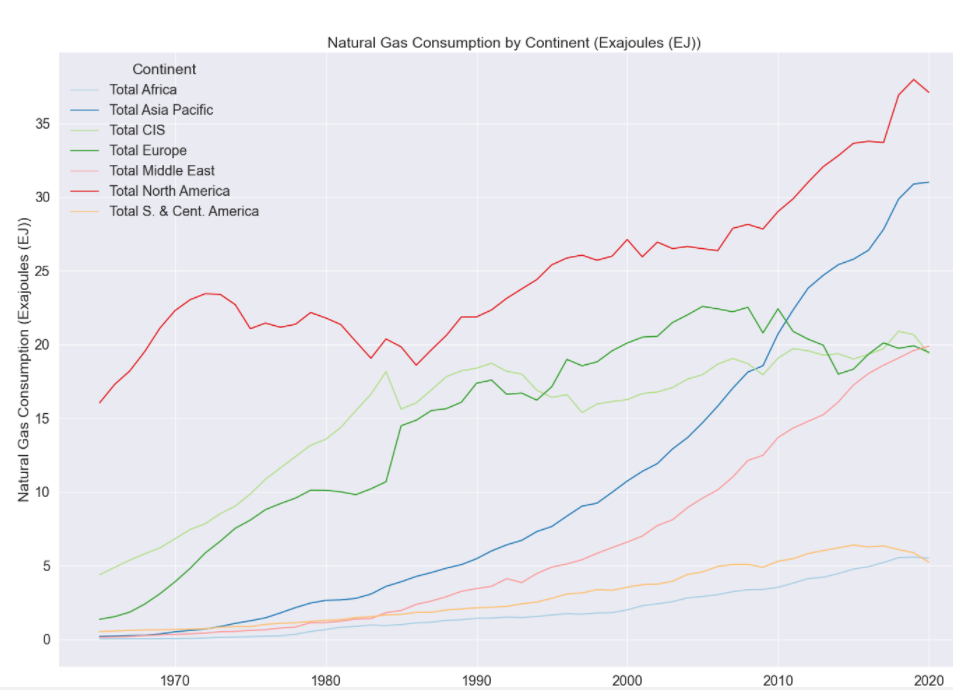 Natural Gas Consumption by Continent (Exajoules (EJ))
Continent
Total Africa
Total Asia Pacific
Total CIS
Total Europe
Total Middle East
Total North America
Total S. & Cent. America
Natural Gas Consumption (Exajoules (EJ))
35
30
25
20
15
10
5
0
1970 1980 1990 2000 2010 2020